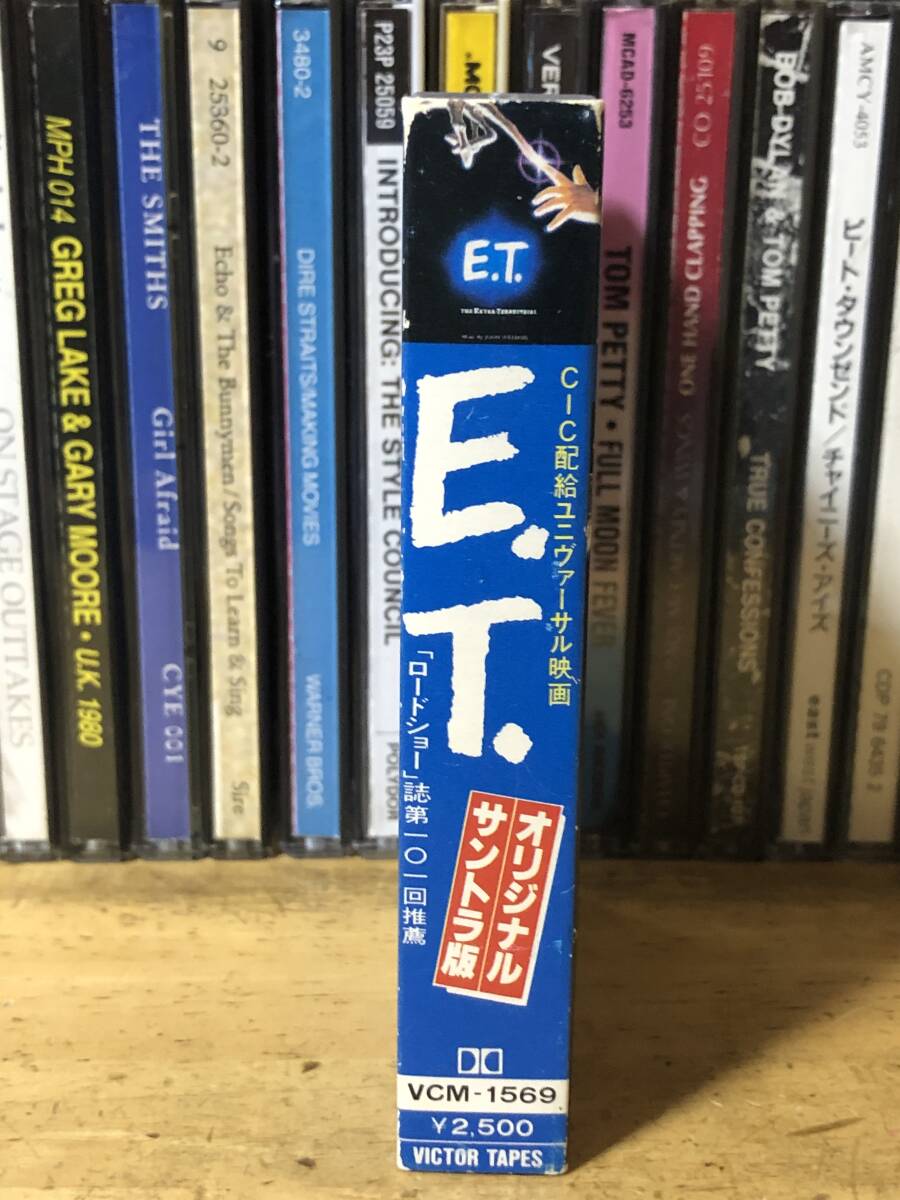 ON STAGE OUTTAKES
MPH 014 GREG LAKE & GARY MOORE • U.K. 1980
THE SMITHS Girl Afraid CYE 001
9 25360-2 Echo & The Bunnymen / Songs To Learn & Sing Sire
3480-2 DIRE STRAITS/MAKING MOVIES WARNER BROS.
P23P 25059 INTRODUCING: THE STYLE COUNCIL POLYDOR
E.T.
THE EXTRA-TERRESTRIAL
E.T.
CIC配給ユニヴァーサル映画
「ロードショー」誌第一〇一回推薦
オリジナル
サントラ版
VCM-1569
¥2,500
VICTOR TAPES
MCAD-6253 TOM PETTY • FULL MOON FEVER
CO 25109 ONE HAND CLAPPING
BOB DYLAN & TOM PETTY TRUE CONFESSIONS
AMCY-4053 ピート・タウンゼンド/チャイニーズ・アイズ east west japan